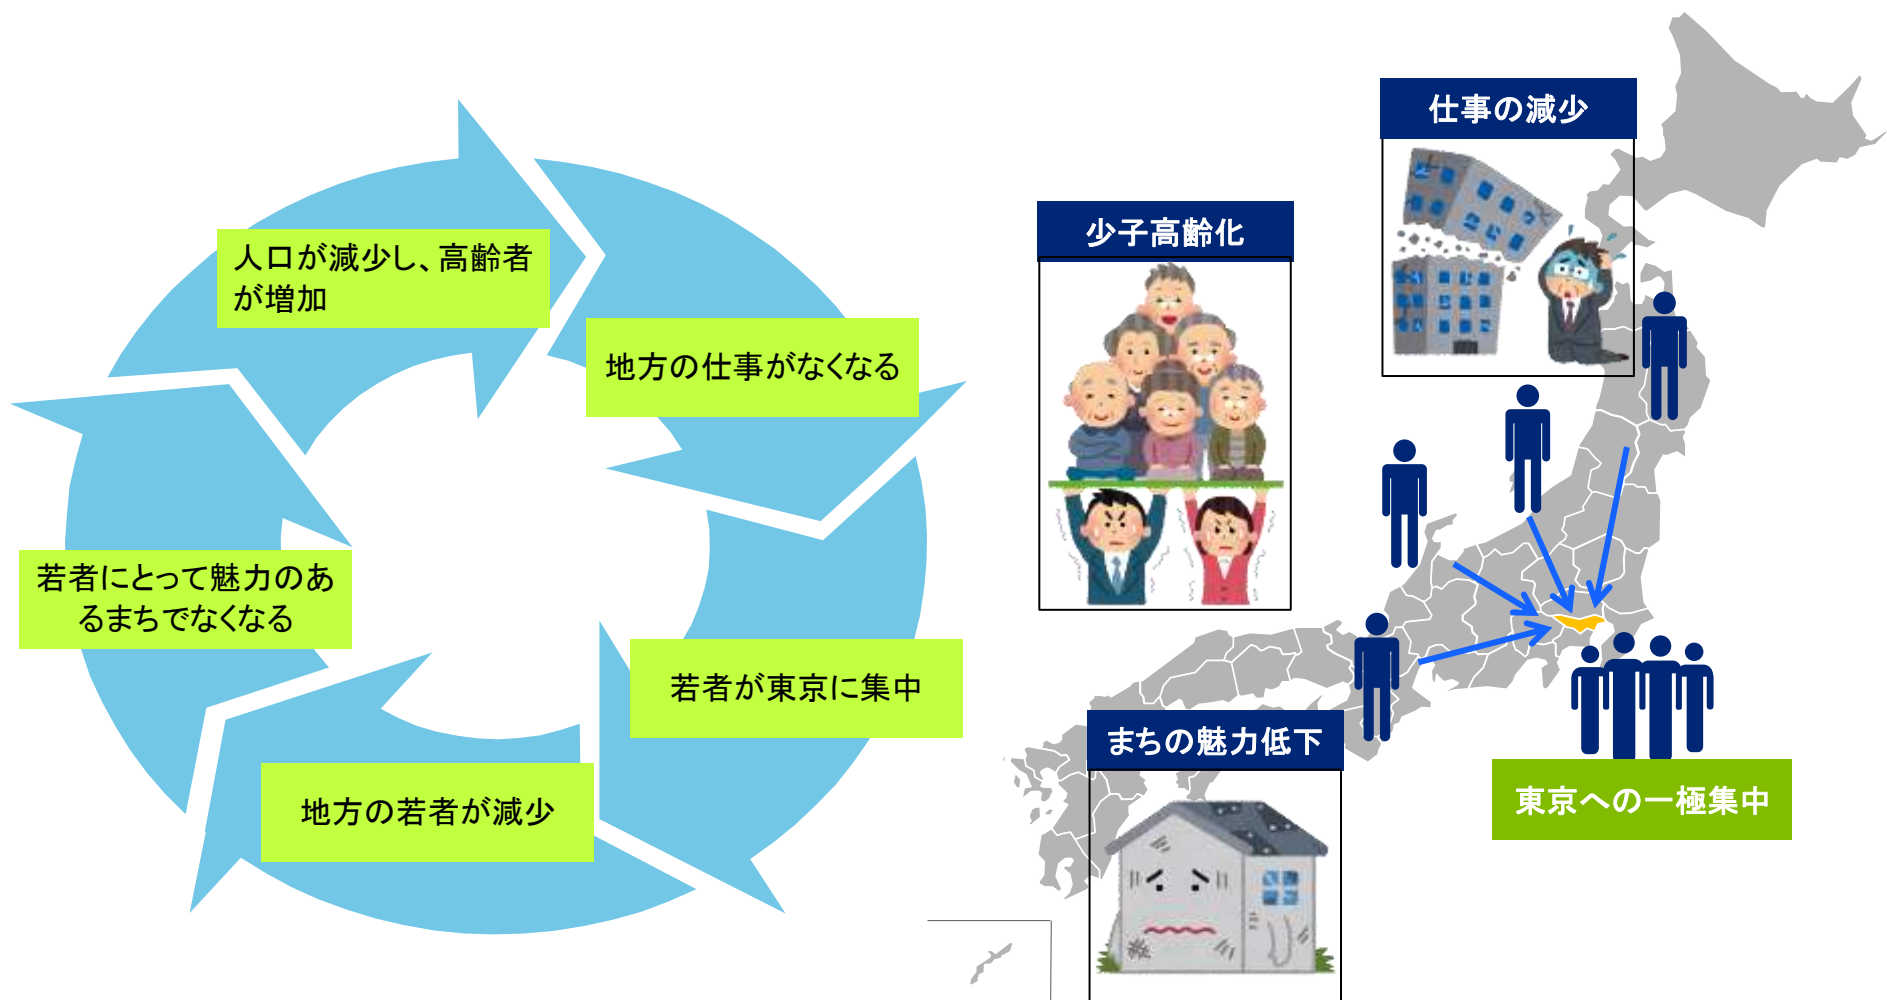 人口が減少し、高齢者
が増加
地方の仕事がなくなる
若者が東京に集中
地方の若者が減少
若者にとって魅力のあ
るまちでなくなる
仕事の減少
少子高齢化
まちの魅力低下
東京への一極集中